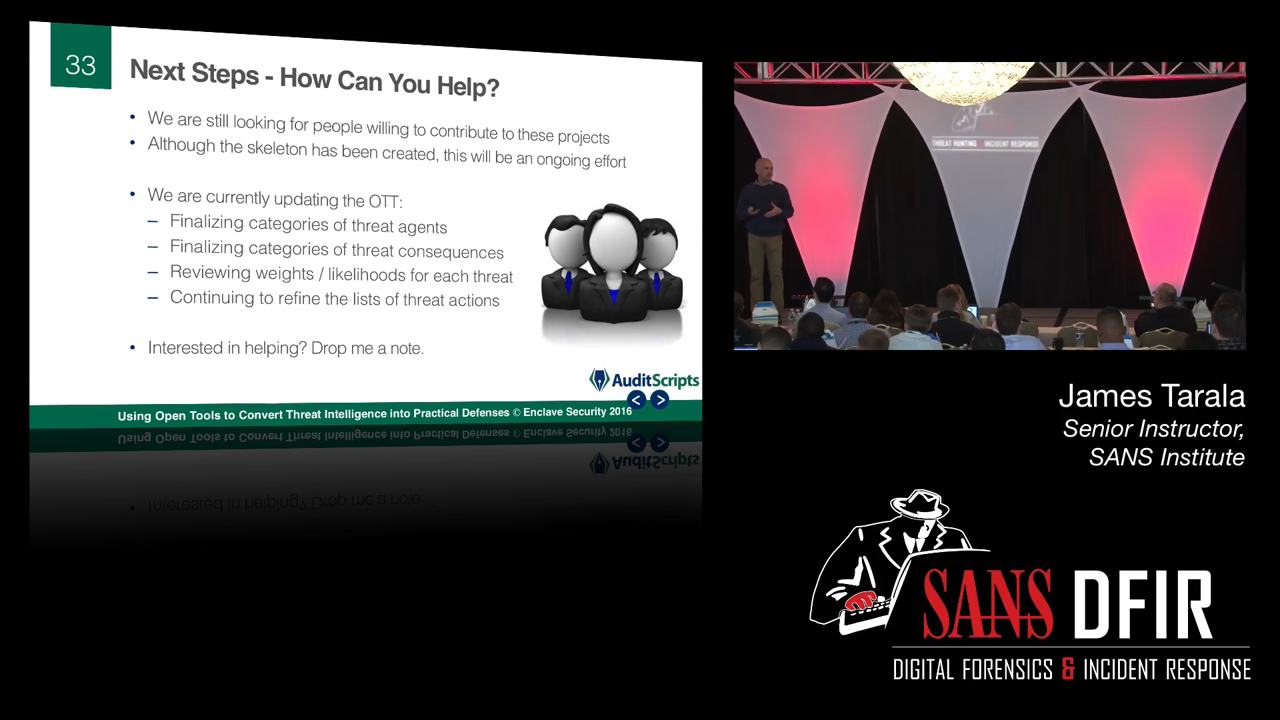 33
Next Steps - How Can You Help?
• We are still looking for people willing to contribute to these projects
• Although the skeleton has been created, this will be an ongoing effort
• We are currently updating the OTT:
– Finalizing categories of threat agents
– Finalizing categories of threat consequences
– Reviewing weights / likelihoods for each threat
– Continuing to refine the lists of threat actions
• Interested in helping? Drop me a note.
AuditScripts
Using Open Tools to Convert Threat Intelligence into Practical Defenses © Enclave Security 2016
THREAT HUNTING & INCIDENT RESPONSE
James Tarala
Senior Instructor,
SANS Institute
SANS DFIR
DIGITAL FORENSICS & INCIDENT RESPONSE